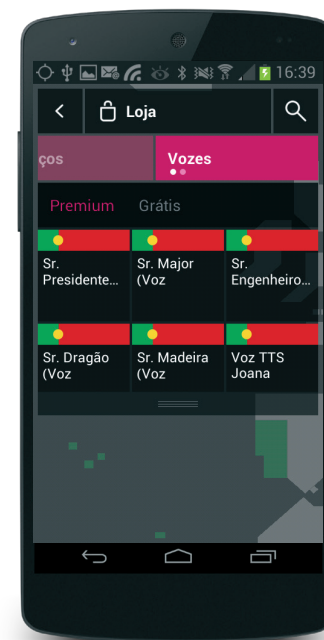 16:39
Loja
ços
Vozes
Premium Grátis
Sr.
Presidente...
Sr. Major
(Voz
Sr.
Engenheiro...
Sr. Dragão
(Voz
Sr. Madeira
(Voz
Voz TTS
Joana